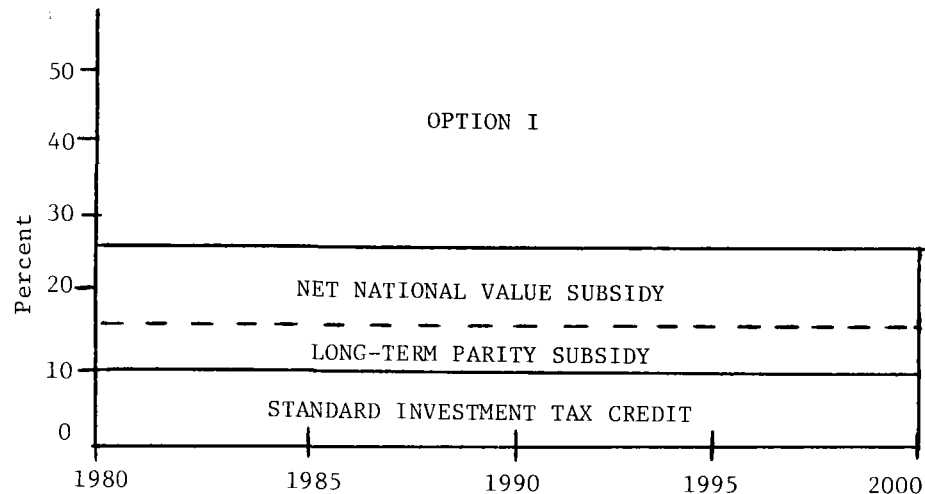 50
OPTION I
40
30
Percent
NET NATIONAL VALUE SUBSIDY
20
LONG-TERM PARITY SUBSIDY
10
STANDARD INVESTMENT TAX CREDIT
0
1980 1985 1990 1995 2000